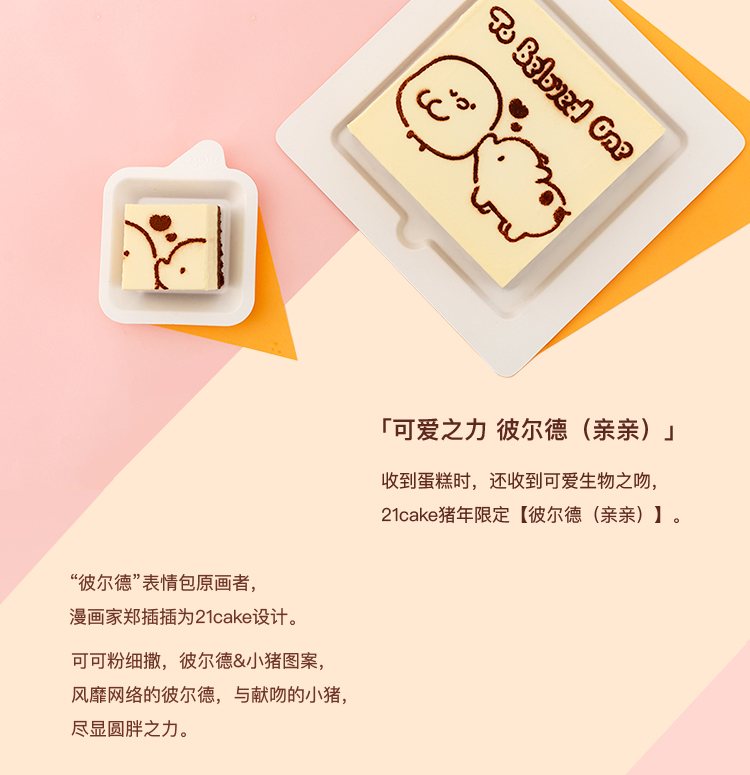 To Beloved One
「可爱之力 彼尔德（亲亲）」
收到蛋糕时，还收到可爱生物之吻，
21cake猪年限定【彼尔德（亲亲）】。
“彼尔德”表情包原画者，
漫画家郑插插为21cake设计。
可可粉细撒，彼尔德&小猪图案，
风靡网络的彼尔德，与献吻的小猪，
尽显圆胖之力。